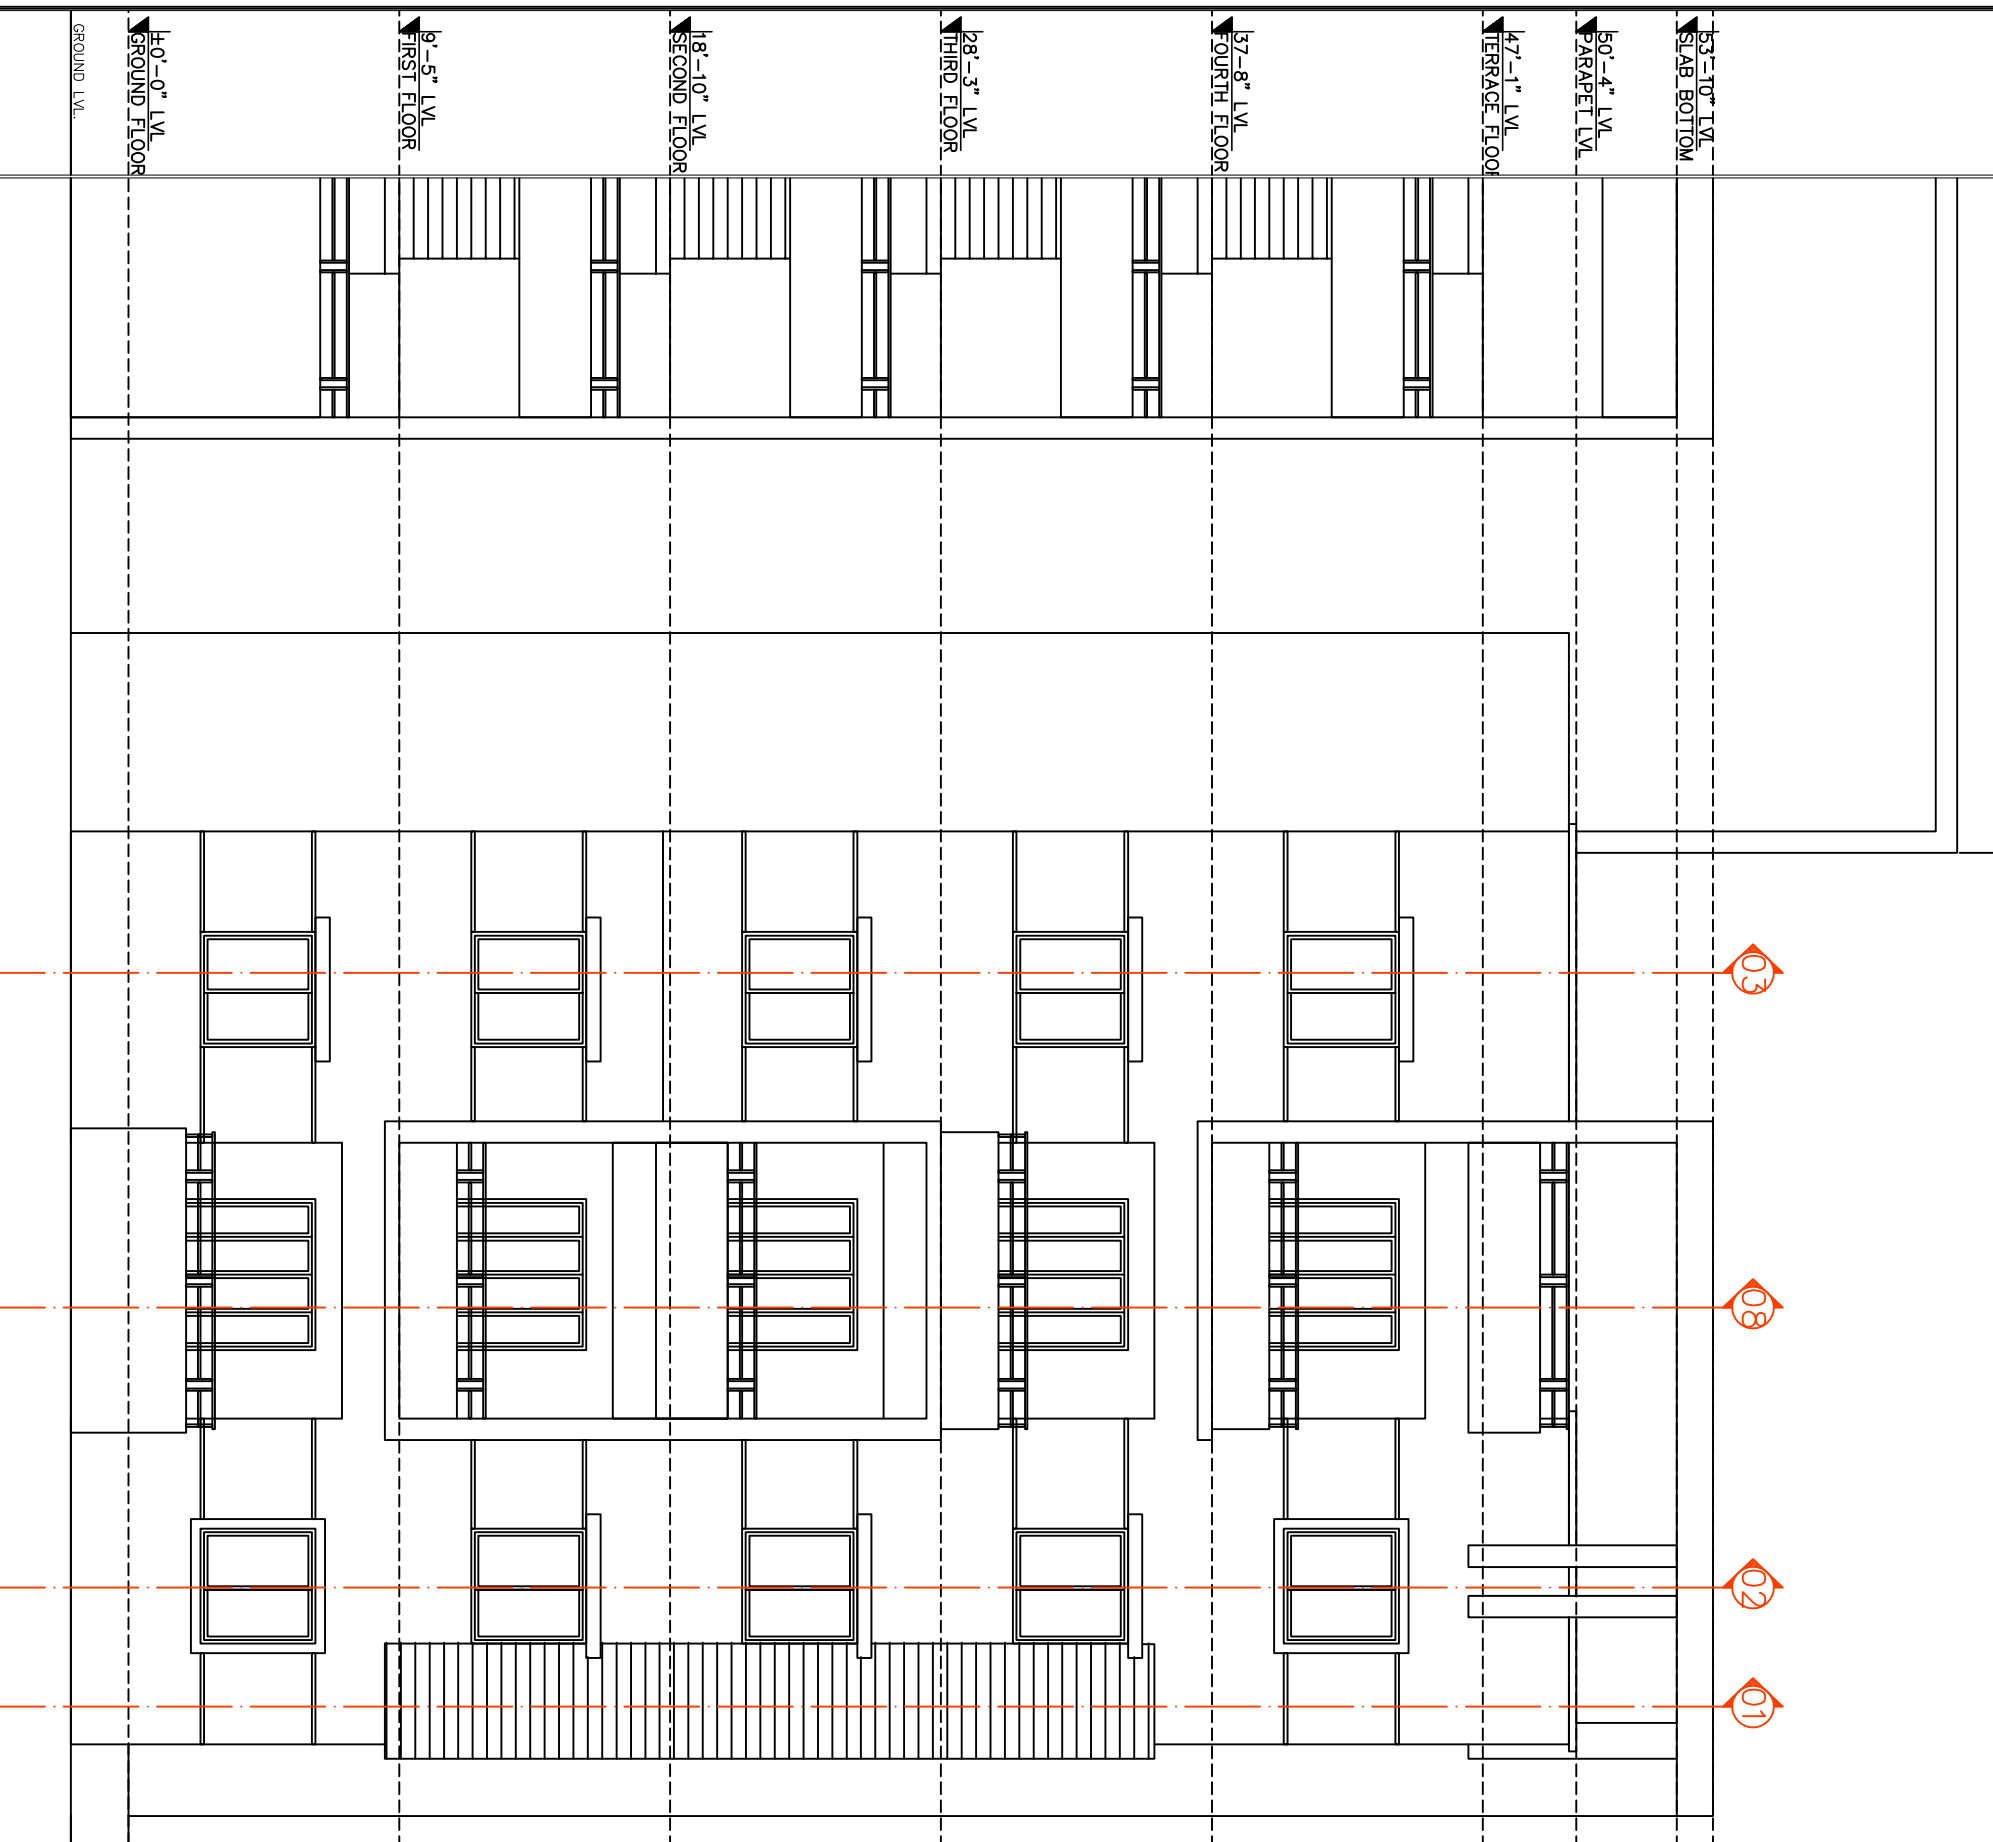 53'-10" LVL
SLAB BOTTOM
50'-4" LVL
PARAPET LVL
47'-1" LVL
TERRACE FLOOR
37'-8" LVL
FOURTH FLOOR
28'-3" LVL
THIRD FLOOR
18'-10" LVL
SECOND FLOOR
9'-5" LVL
FIRST FLOOR
±0'-0" LVL
GROUND FLOOR
GROUND LVL.
03
08
02
01